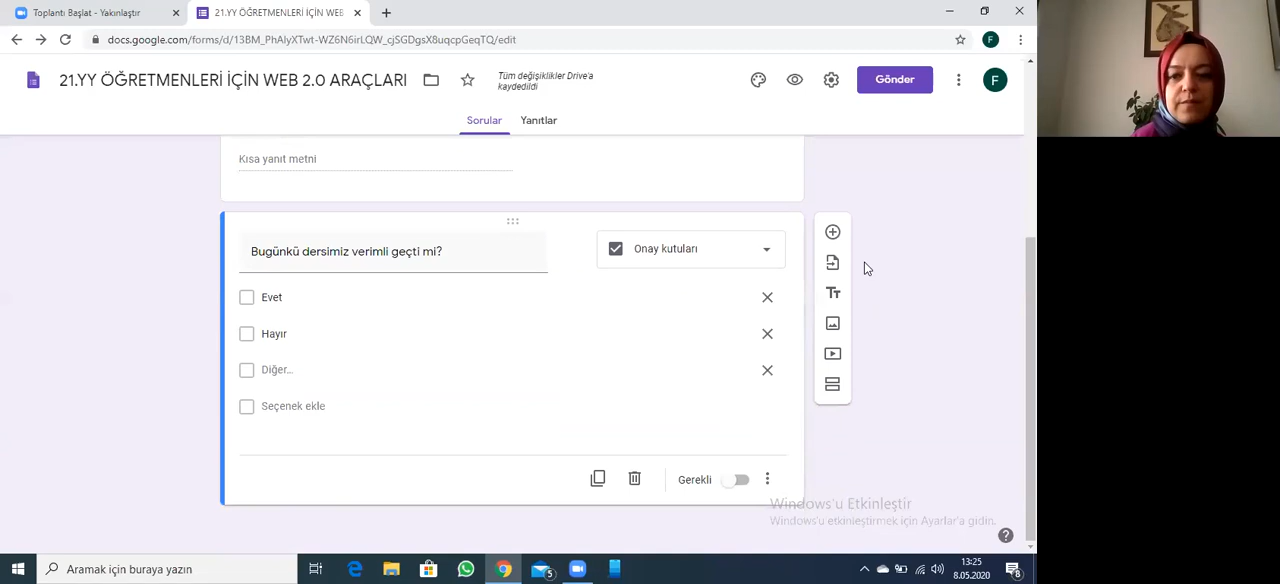 Toplantı Başlat - Yakınlaştır
21.YY ÖĞRETMENLERİ İÇİN WEB
docs.google.com/forms/d/13BM_PhAlyXTwt-WZ6N6irLQW_cjSGDgsX8uqcpGeqTQ/edit
F
21.YY ÖĞRETMENLERİ İÇİN WEB 2.0 ARAÇLARI
Tüm değişiklikler Drive'a
kaydedildi
Gönder
F
Sorular
Yanıtlar
Kısa yanıt metni
Bugünkü dersimiz verimli geçti mi?
Onay kutuları
Evet
Hayır
Diğer...
Seçenek ekle
Gerekli
Windows'u Etkinleştir
Windows'u etkinleştirmek için Ayarlar'a gidin.
Aramak için buraya yazın
5
13:25
8.05.2020
8